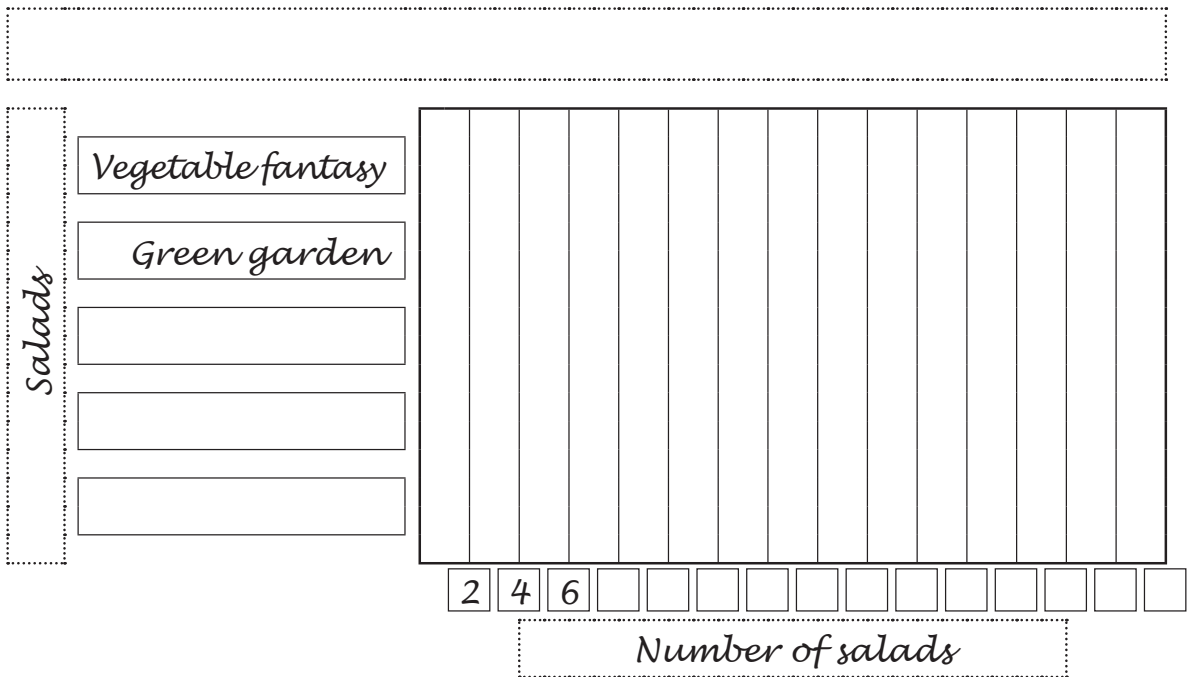 Salads
Vegetable fantasy
Green garden
2 4 6
Number of salads